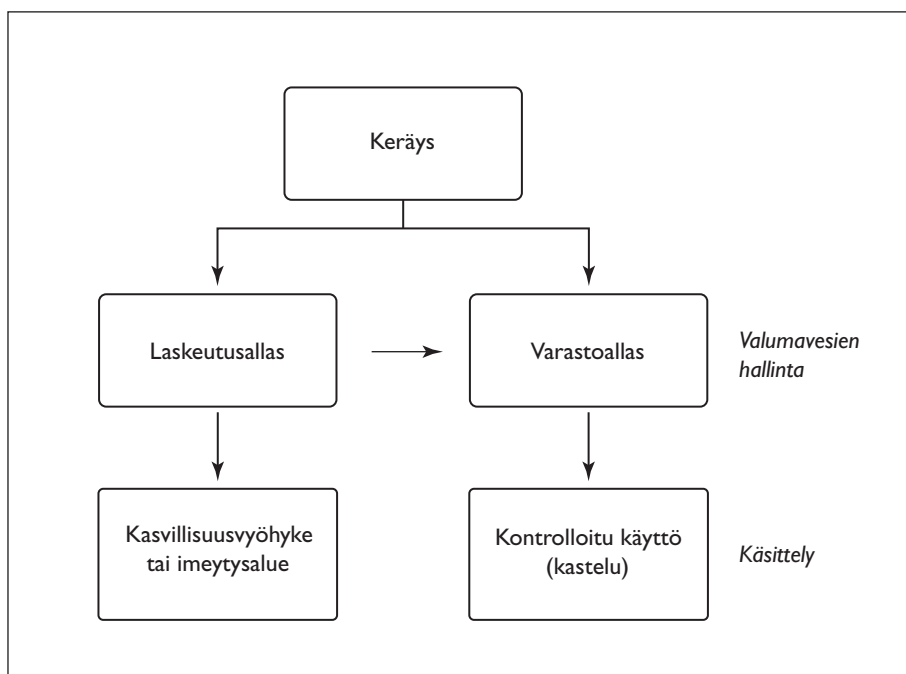 Keräys
Laskeutusallas
Varastoallas
Valumavesien
hallinta
Kasvillisuusvyöhyke
tai imeytysalue
Kontrolloitu käyttö
(kastelu)
Käsittely